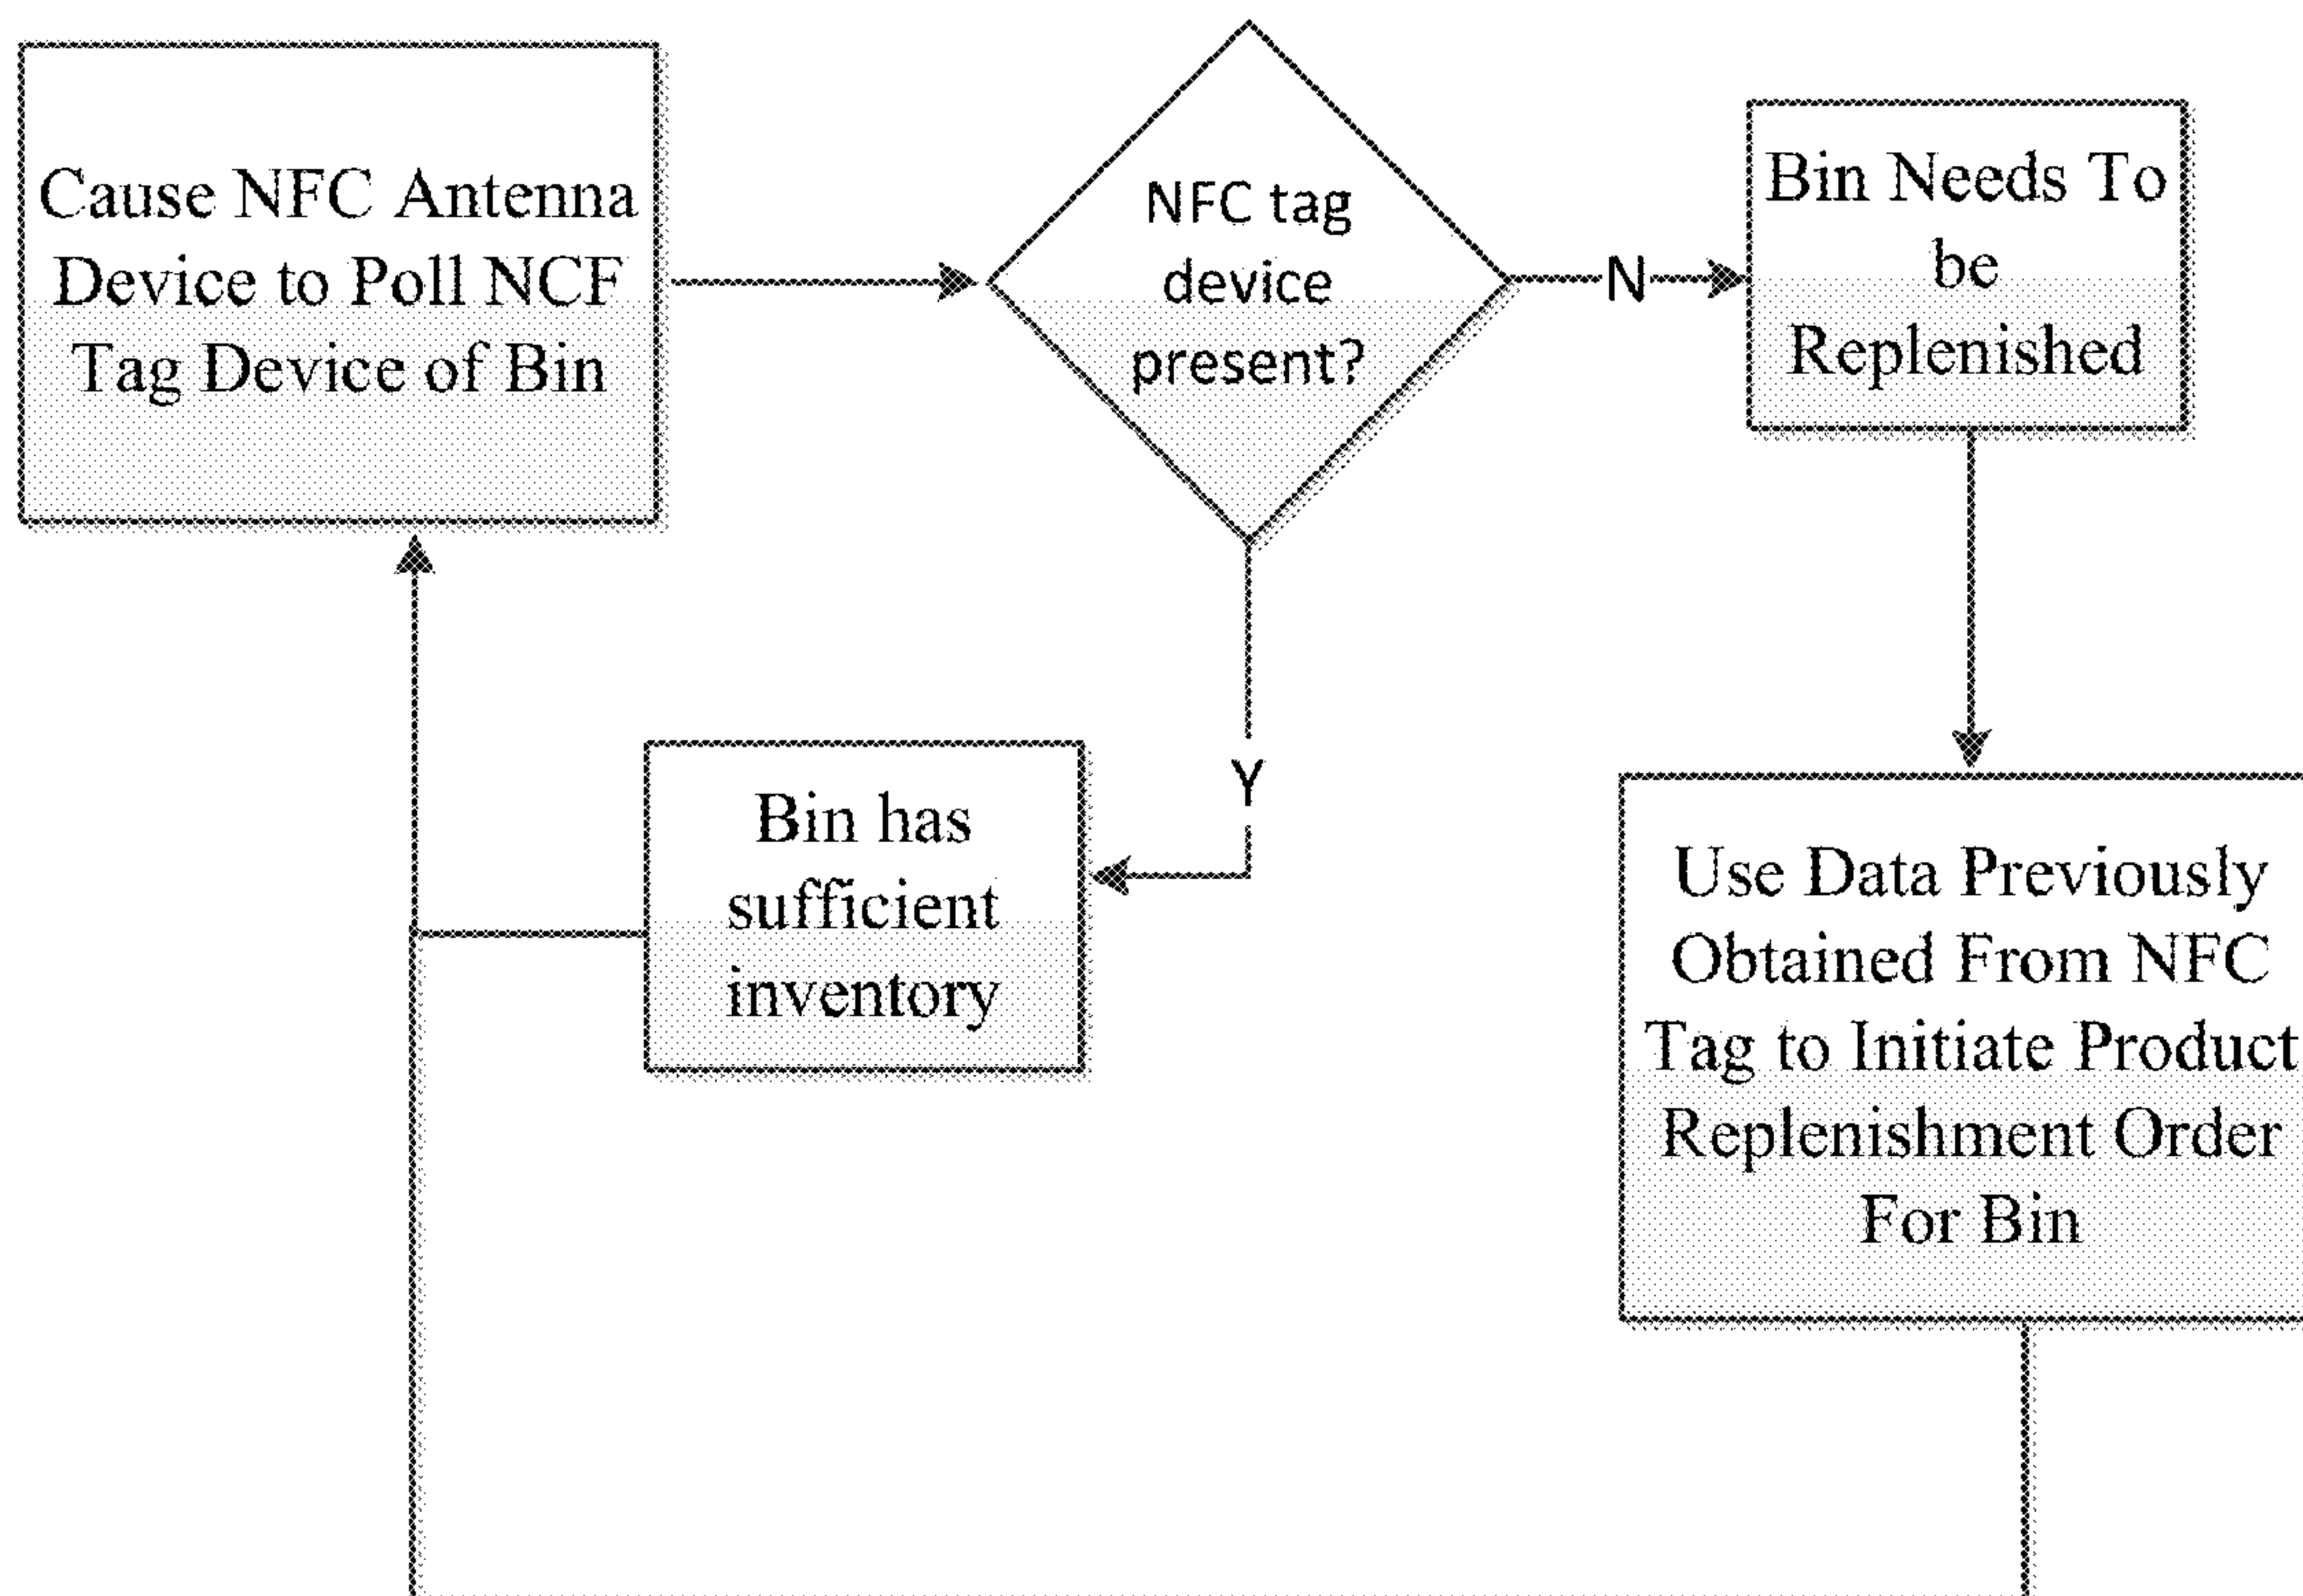 Cause NFC Antenna
Device to Poll NCF
Tag Device of Bin
NFC tag
device
present?
N
Bin Needs To
be
Replenished
Y
Bin has
sufficient
inventory
Use Data Previously
Obtained From NFC
Tag to Initiate Product
Replenishment Order
For Bin